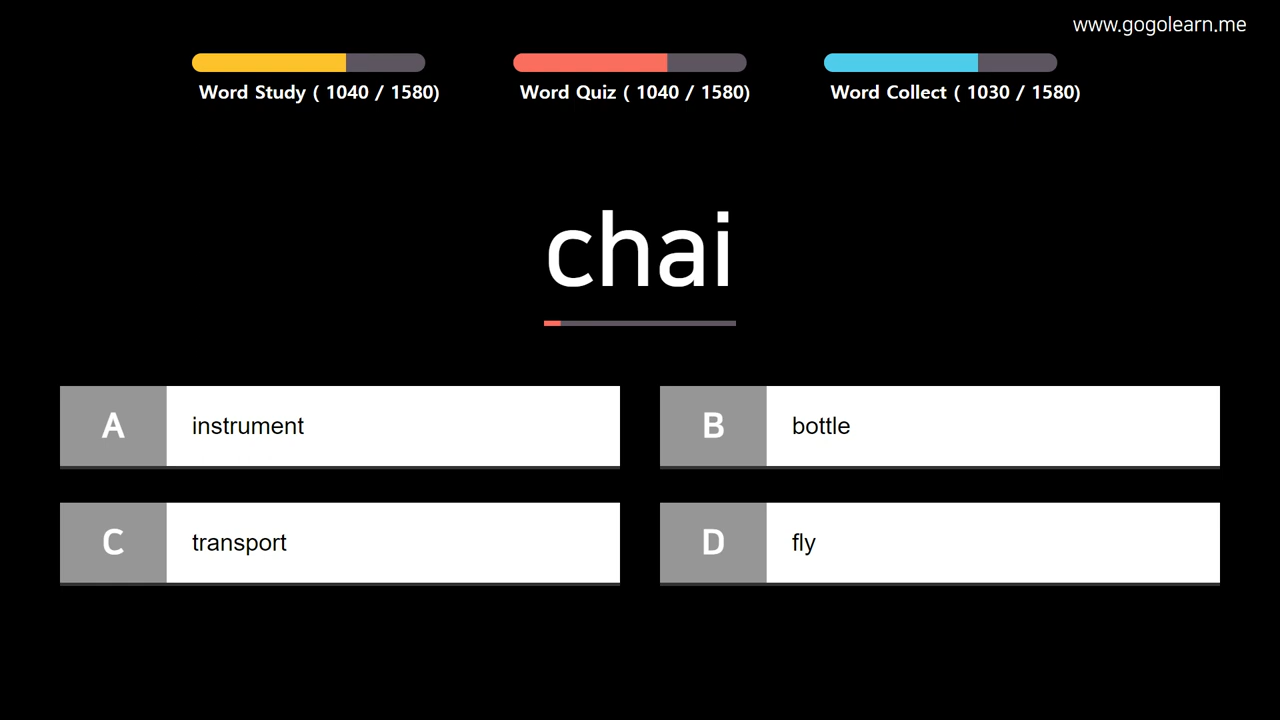 www.gogolearn.me
Word Study ( 1040 / 1580)
Word Quiz ( 1040 / 1580)
Word Collect ( 1030 / 1580)
chai
A
instrument
B
bottle
C
transport
D
fly